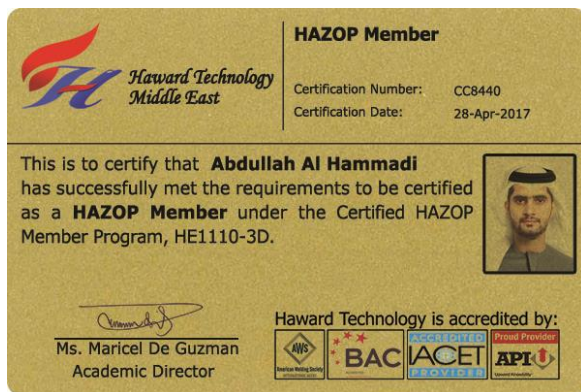 Haward Technology
Middle East
HAZOP Member
Certification Number: CC8440
Certification Date: 28-Apr-2017
This is to certify that Abdullah Al Hammadi
has successfully met the requirements to be certified
as a HAZOP Member under the Certified HAZOP
Member Program, HE1110-3D.
Ms. Maricel De Guzman
Academic Director
Haward Technology is accredited by:
AWS
American Welding Society
BAC
ACCREDITED
IACET
PROVIDER
Proud Provider
API